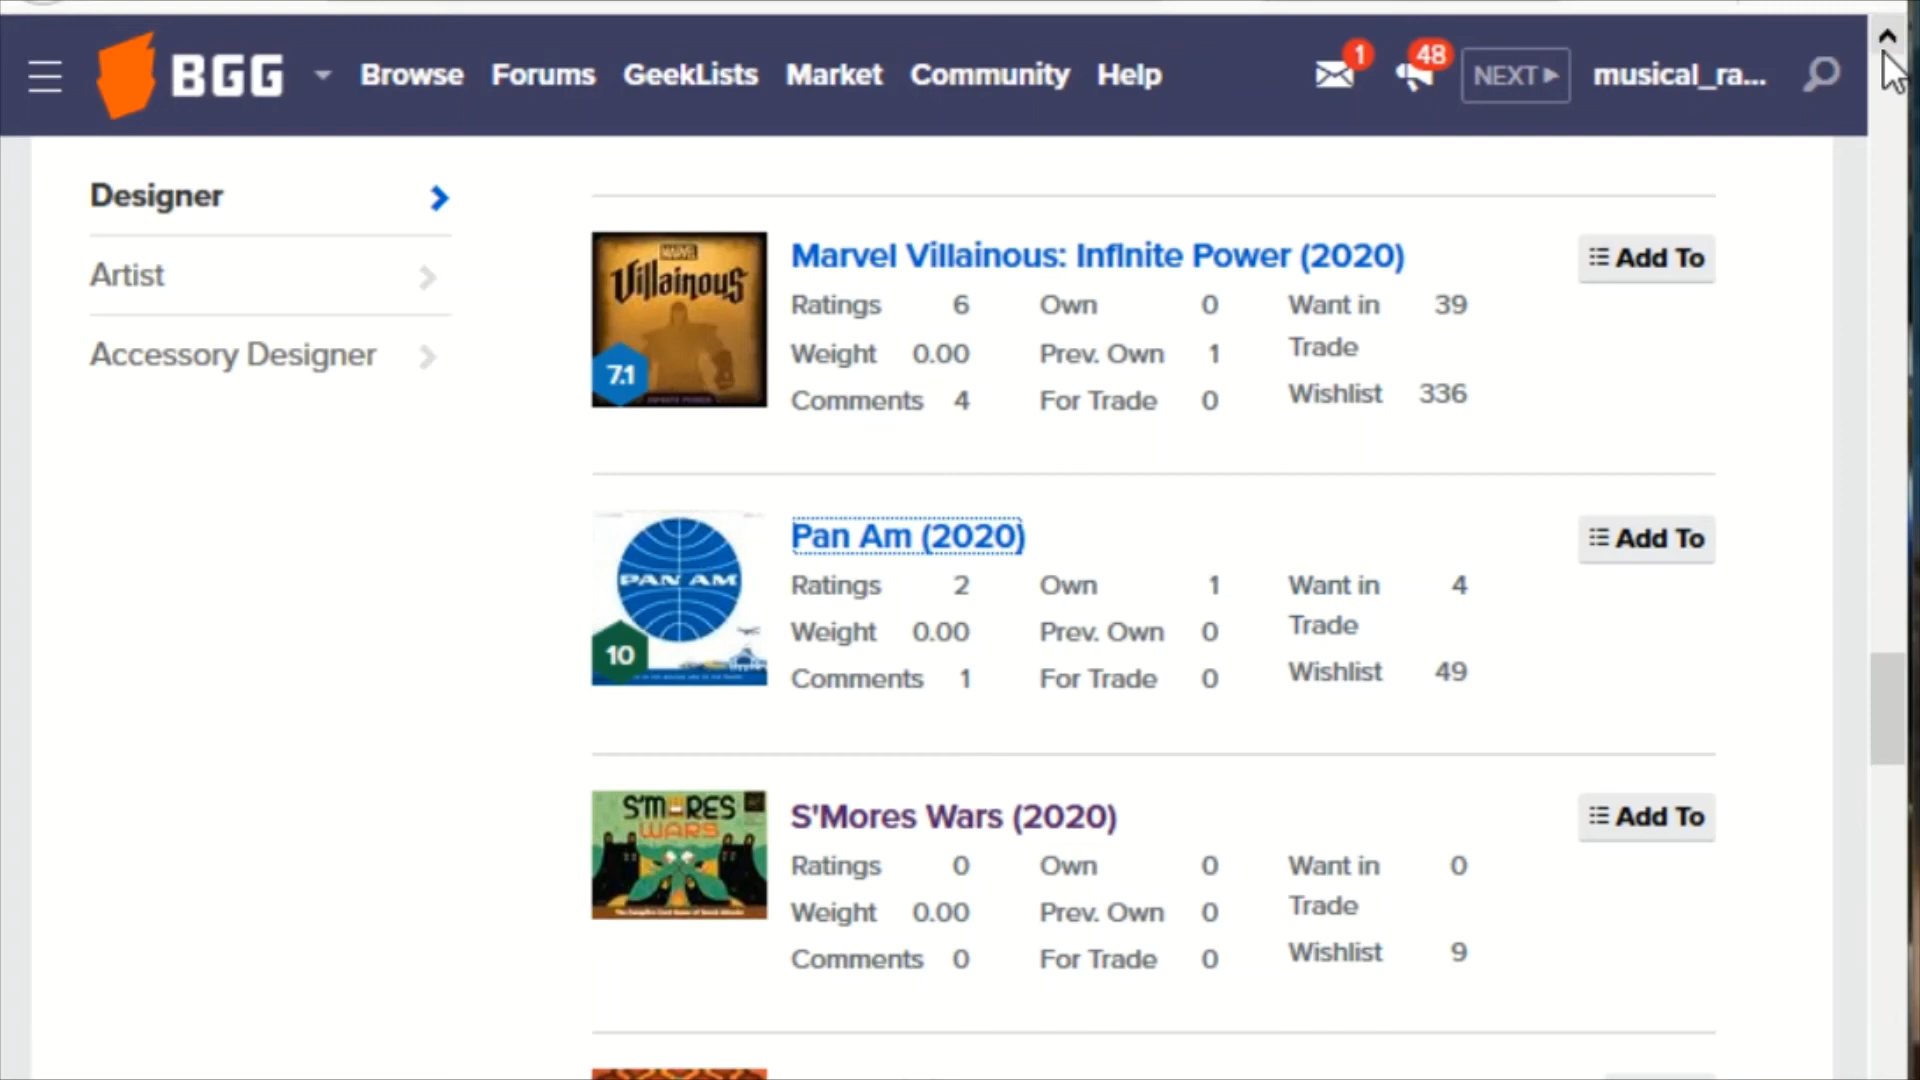 BGG Browse Forums GeekLists Market Community Help 1 48 NEXT musical_ra...
Designer
Artist
Accessory Designer
MARVEL
Villainous
INFINITE POWER
7.1
Marvel Villainous: Infinite Power (2020)
Add To
Ratings 6 Own 0 Want in Trade 39
Weight 0.00 Prev. Own 1
Comments 4 For Trade 0 Wishlist 336
PAN AM
10
Pan Am (2020)
Add To
Ratings 2 Own 1 Want in Trade 4
Weight 0.00 Prev. Own 0
Comments 1 For Trade 0 Wishlist 49
S'MORES
WARS
S'Mores Wars (2020)
Add To
Ratings 0 Own 0 Want in Trade 0
Weight 0.00 Prev. Own 0
Comments 0 For Trade 0 Wishlist 9